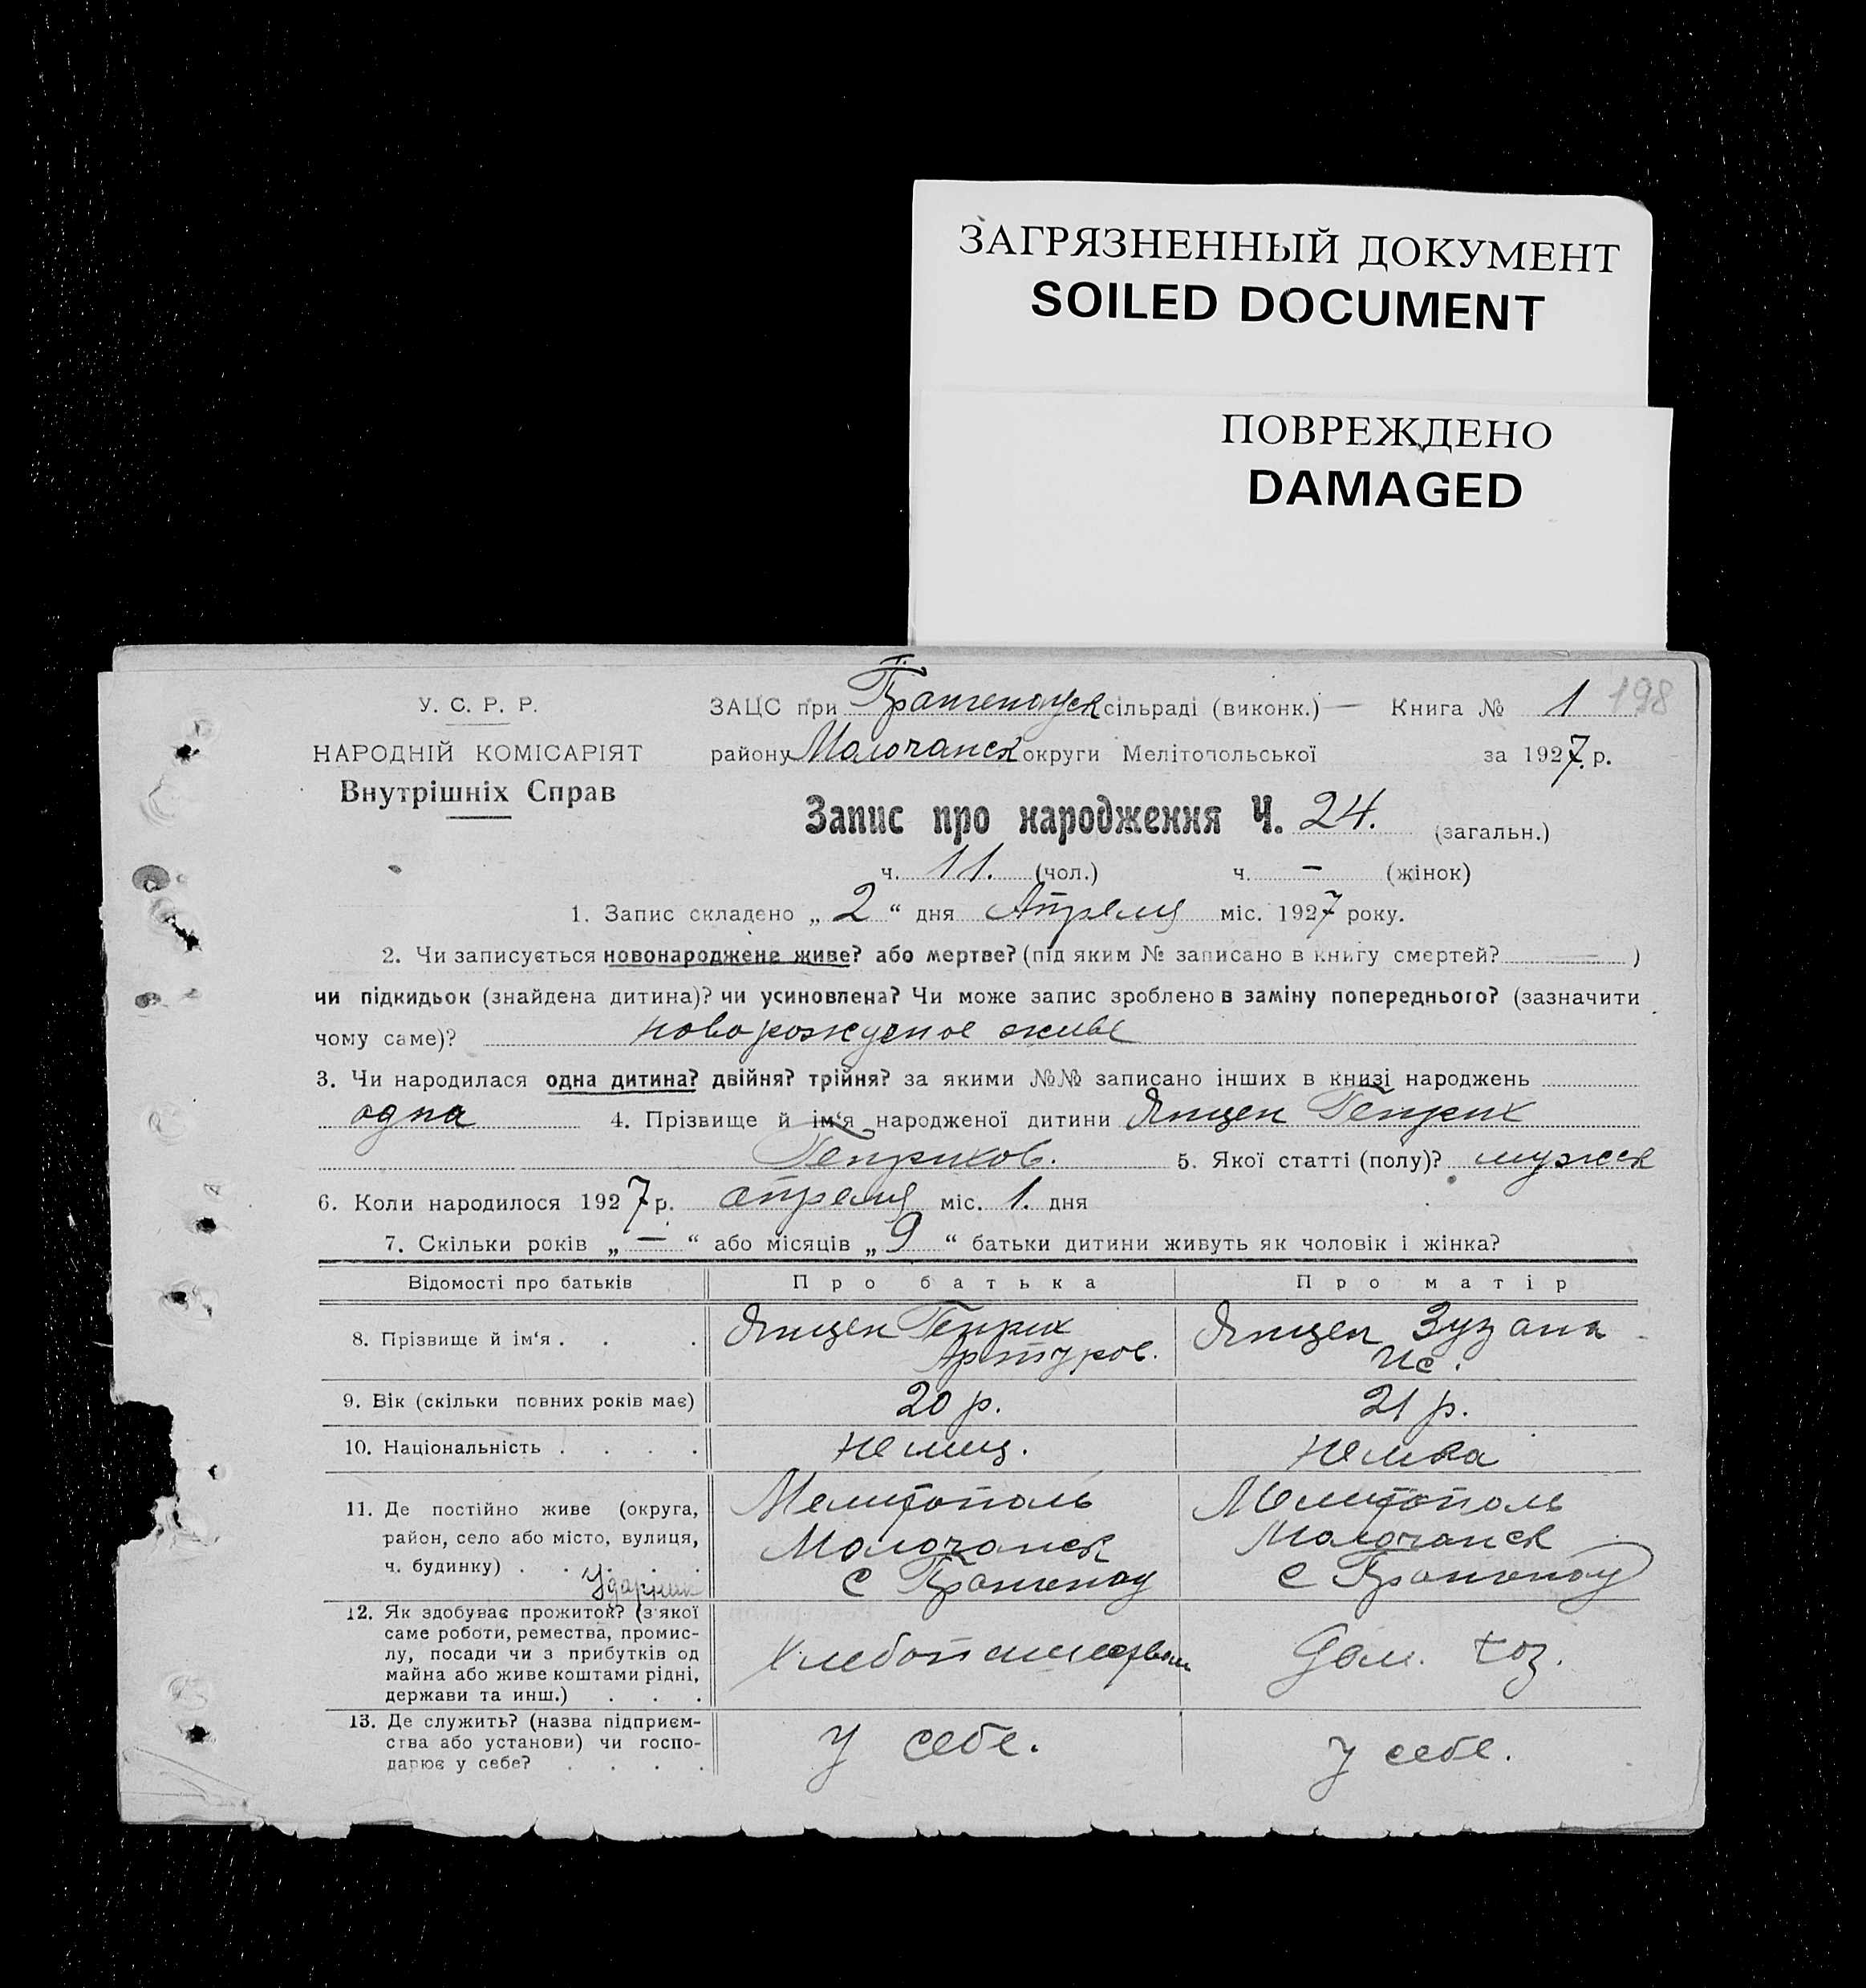 ЗАГРЯЗНЕННЫЙ ДОКУМЕНТ
SOILED DOCUMENT
ПОВРЕЖДЕНО
DAMAGED
У. С. Р. Р.
НАРОДНІЙ КОМІСАРІЯТ
Внутрішніх Справ
ЗАЦС при сільраді (виконк.) — Книга № 1 198
району Молочанск округи Мелітопольської за 1927 р.
Запис про народження Ч. 24. (загальн.)
ч. 11. (чол.) ч. — (жінок)
1. Запис складено „ 2 “ дня Апреля міс. 1927 року.
2. Чи записується новонароджене живе? або мертве? (під яким № записано в книгу смертей? — )
чи підкидьок (знайдена дитина)? чи усиновлена? Чи може запис зроблено в заміну попереднього? (зазначити
чому саме)? новорожденое живе
3. Чи народилася одна дитина? двійня? трійня? за якими №№ записано інших в книзі народжень
одна 4. Прізвище й ім‘я народженої дитини Янцен Генрих
Генрихов. 5. Якої статті (полу)? мужск
6. Коли народилося 1927 р. апреля міс. 1. дня
7. Скільки років „ — “ або місяців „ 9 “ батьки дитини живуть як чоловік і жінка?
Відомості про батьків Про батька Про матір
8. Прізвище й ім‘я . . . Янцен Генрих Артуров. Янцен Зузана Ис.
9. Вік (скільки повних років має) 20 р. 21 р.
10. Національність . . . . Немец. Немка
11. Де постійно живе (округа, район, село або місто, вулиця, ч. будинку) . . . . .
Мелитополь Молочанск с
Мелитополь Молочанск с
12. Як здобуває прожиток? (з якої саме роботи, ремества, промислу, посади чи з прибутків од майна або живе коштами рідні, держави та инш.) . . .
Хлебопашеством Дом. хоз.
13. Де служить? (назва підприємства або установи) чи господарює у себе? . . . .
У себе. У себе.